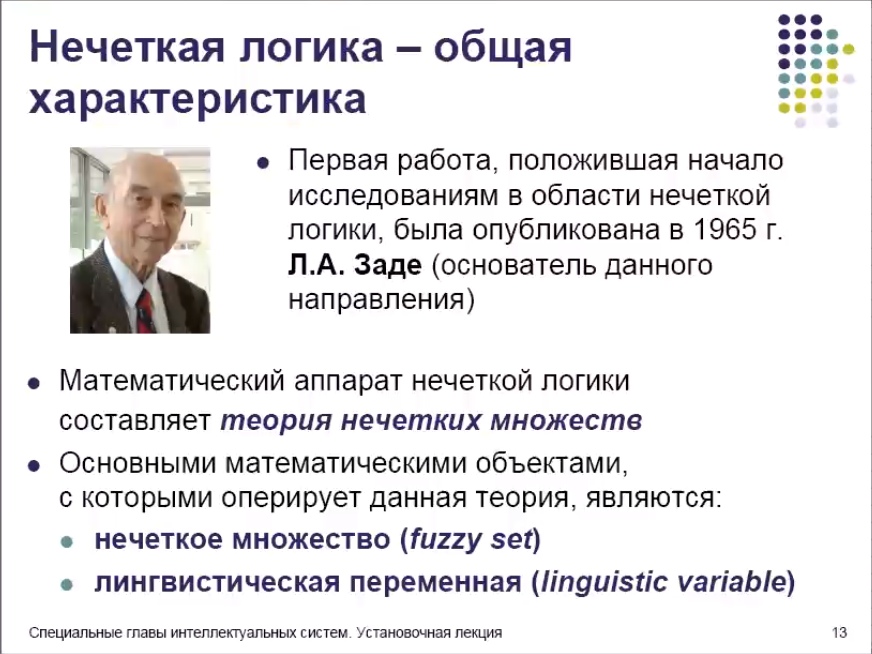 Нечеткая логика – общая
характеристика
Первая работа, положившая начало
исследованиям в области нечеткой
логики, была опубликована в 1965 г.
Л.А. Заде (основатель данного
направления)
Математический аппарат нечеткой логики
составляет теория нечетких множеств
Основными математическими объектами,
с которыми оперирует данная теория, являются:
нечеткое множество (fuzzy set)
лингвистическая переменная (linguistic variable)
Специальные главы интеллектуальных систем. Установочная лекция 13